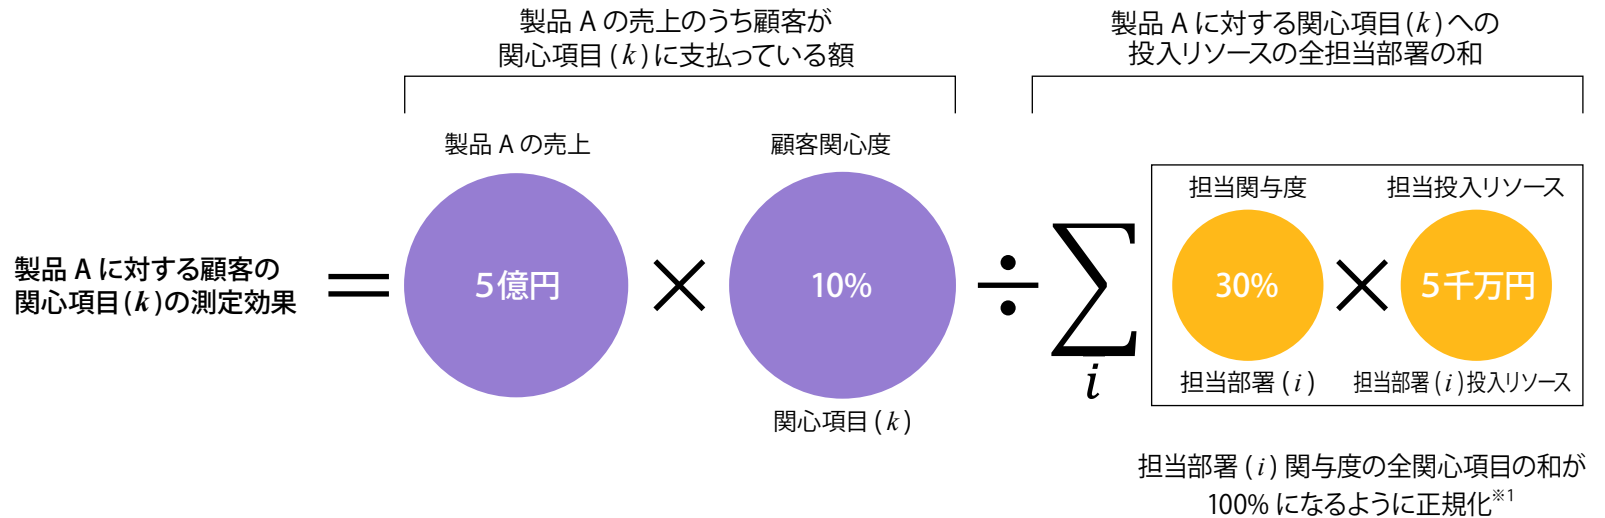 製品 A の売上のうち顧客が
関心項目 (k) に支払っている額
製品 A に対する関心項目 (k) への
投入リソースの全担当部署の和
製品 A の売上
顧客関心度
担当関与度
担当投入リソース
製品 A に対する顧客の
関心項目 (k) の測定効果
=
5億円
×
10%
÷
∑
i
30%
×
5千万円
担当部署 (i)
担当部署 (i) 投入リソース
関心項目 (k)
担当部署 (i) 関与度の全関心項目の和が
100% になるように正規化※1